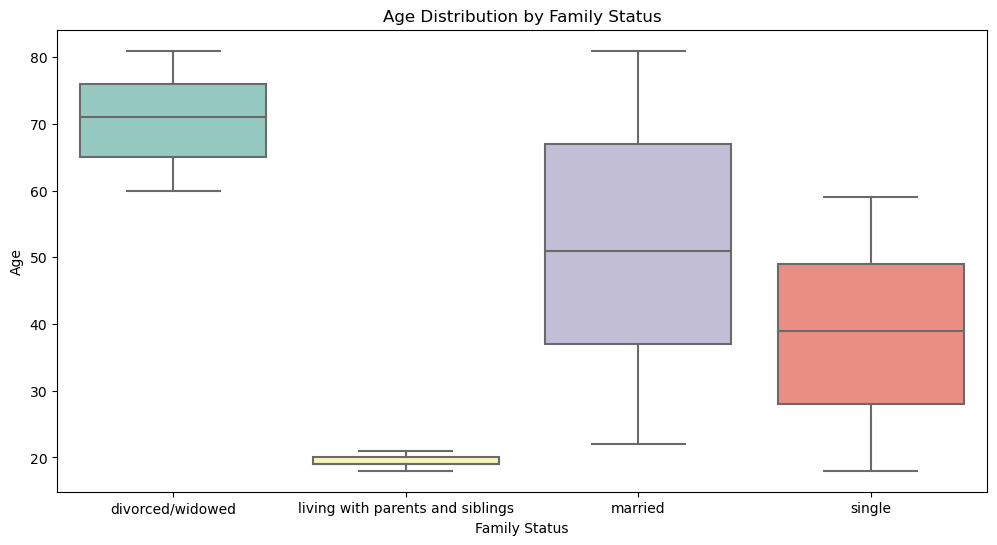 Age Distribution by Family Status
Age
80
70
60
50
40
30
20
divorced/widowed
living with parents and siblings
married
single
Family Status